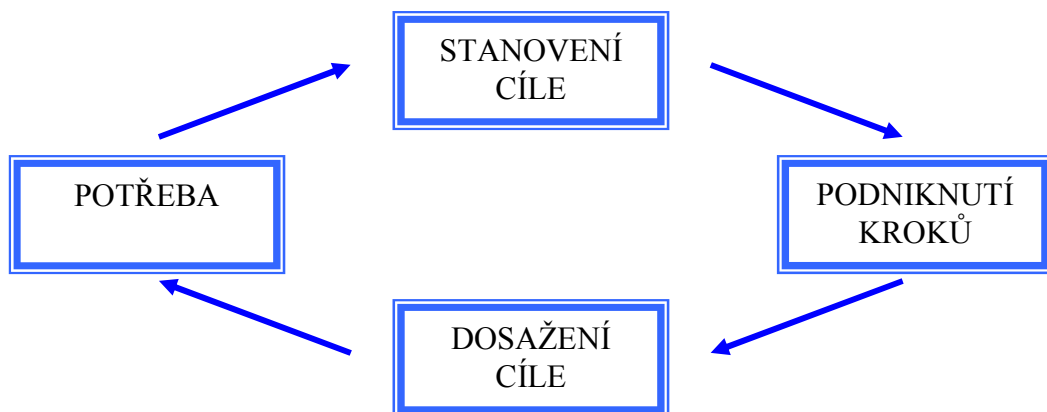 STANOVENÍ
CÍLE
POTŘEBA
PODNIKNUTÍ
KROKŮ
DOSAŽENÍ
CÍLE